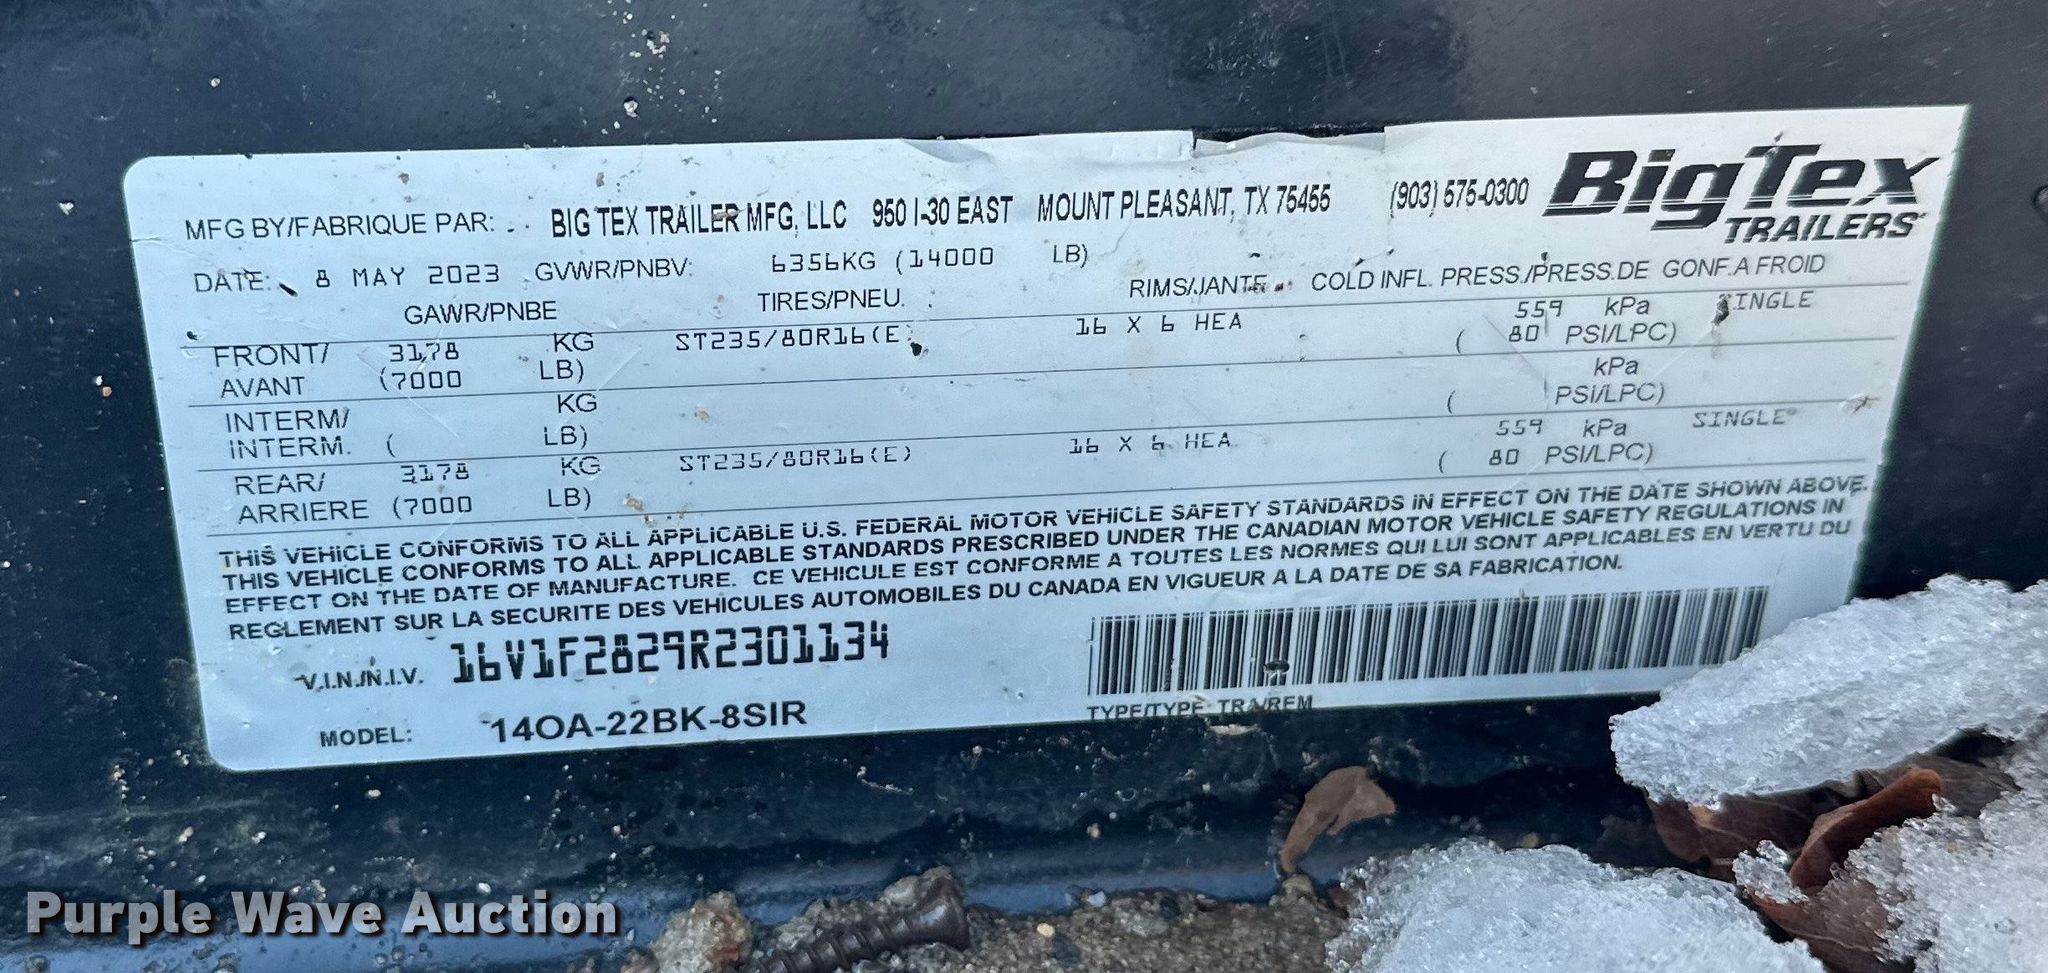 MFG BY/FABRIQUE PAR: BIG TEX TRAILER MFG, LLC 950 I-30 EAST MOUNT PLEASANT, TX 75455 (903) 575-0300 BigTex TRAILERS
DATE: 8 MAY 2023 GVWR/PNBV: 6356KG (14000 LB)
GAWR/PNBE TIRES/PNEU. RIMS/JANTE COLD INFL. PRESS./PRESS.DE GONF.A FROID
FRONT/ 3178 KG ST235/80R16(E) 16 X 6 HEA 559 kPa SINGLE
AVANT (7000 LB) ( 80 PSI/LPC)
INTERM/ KG kPa
INTERM. ( LB) ( PSI/LPC)
REAR/ 3178 KG ST235/80R16(E) 16 X 6 HEA 559 kPa SINGLE
ARRIERE (7000 LB) ( 80 PSI/LPC)
THIS VEHICLE CONFORMS TO ALL APPLICABLE U.S. FEDERAL MOTOR VEHICLE SAFETY STANDARDS IN EFFECT ON THE DATE SHOWN ABOVE.
THIS VEHICLE CONFORMS TO ALL APPLICABLE STANDARDS PRESCRIBED UNDER THE CANADIAN MOTOR VEHICLE SAFETY REGULATIONS IN
EFFECT ON THE DATE OF MANUFACTURE. CE VEHICULE EST CONFORME A TOUTES LES NORMES QUI LUI SONT APPLICABLES EN VERTU DU
REGLEMENT SUR LA SECURITE DES VEHICULES AUTOMOBILES DU CANADA EN VIGUEUR A LA DATE DE SA FABRICATION.
V.I.N./N.I.V. 16V1F2829R2301134
MODEL: 14OA-22BK-8SIR TYPE/TYPE: TRA/REM
Purple Wave Auction